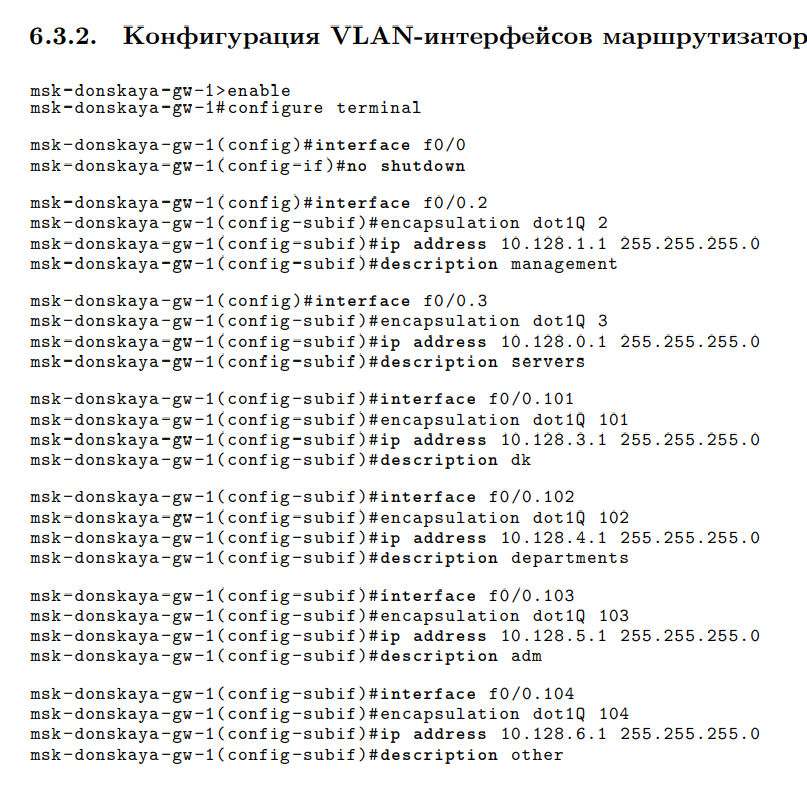 6.3.2. Конфигурация VLAN-интерфейсов маршрутизатор
msk-donskaya-gw-1>enable
msk-donskaya-gw-1#configure terminal
msk-donskaya-gw-1(config)#interface f0/0
msk-donskaya-gw-1(config-if)#no shutdown
msk-donskaya-gw-1(config)#interface f0/0.2
msk-donskaya-gw-1(config-subif)#encapsulation dot1Q 2
msk-donskaya-gw-1(config-subif)#ip address 10.128.1.1 255.255.255.0
msk-donskaya-gw-1(config-subif)#description management
msk-donskaya-gw-1(config)#interface f0/0.3
msk-donskaya-gw-1(config-subif)#encapsulation dot1Q 3
msk-donskaya-gw-1(config-subif)#ip address 10.128.0.1 255.255.255.0
msk-donskaya-gw-1(config-subif)#description servers
msk-donskaya-gw-1(config-subif)#interface f0/0.101
msk-donskaya-gw-1(config-subif)#encapsulation dot1Q 101
msk-donskaya-gw-1(config-subif)#ip address 10.128.3.1 255.255.255.0
msk-donskaya-gw-1(config-subif)#description dk
msk-donskaya-gw-1(config-subif)#interface f0/0.102
msk-donskaya-gw-1(config-subif)#encapsulation dot1Q 102
msk-donskaya-gw-1(config-subif)#ip address 10.128.4.1 255.255.255.0
msk-donskaya-gw-1(config-subif)#description departments
msk-donskaya-gw-1(config-subif)#interface f0/0.103
msk-donskaya-gw-1(config-subif)#encapsulation dot1Q 103
msk-donskaya-gw-1(config-subif)#ip address 10.128.5.1 255.255.255.0
msk-donskaya-gw-1(config-subif)#description adm
msk-donskaya-gw-1(config-subif)#interface f0/0.104
msk-donskaya-gw-1(config-subif)#encapsulation dot1Q 104
msk-donskaya-gw-1(config-subif)#ip address 10.128.6.1 255.255.255.0
msk-donskaya-gw-1(config-subif)#description other